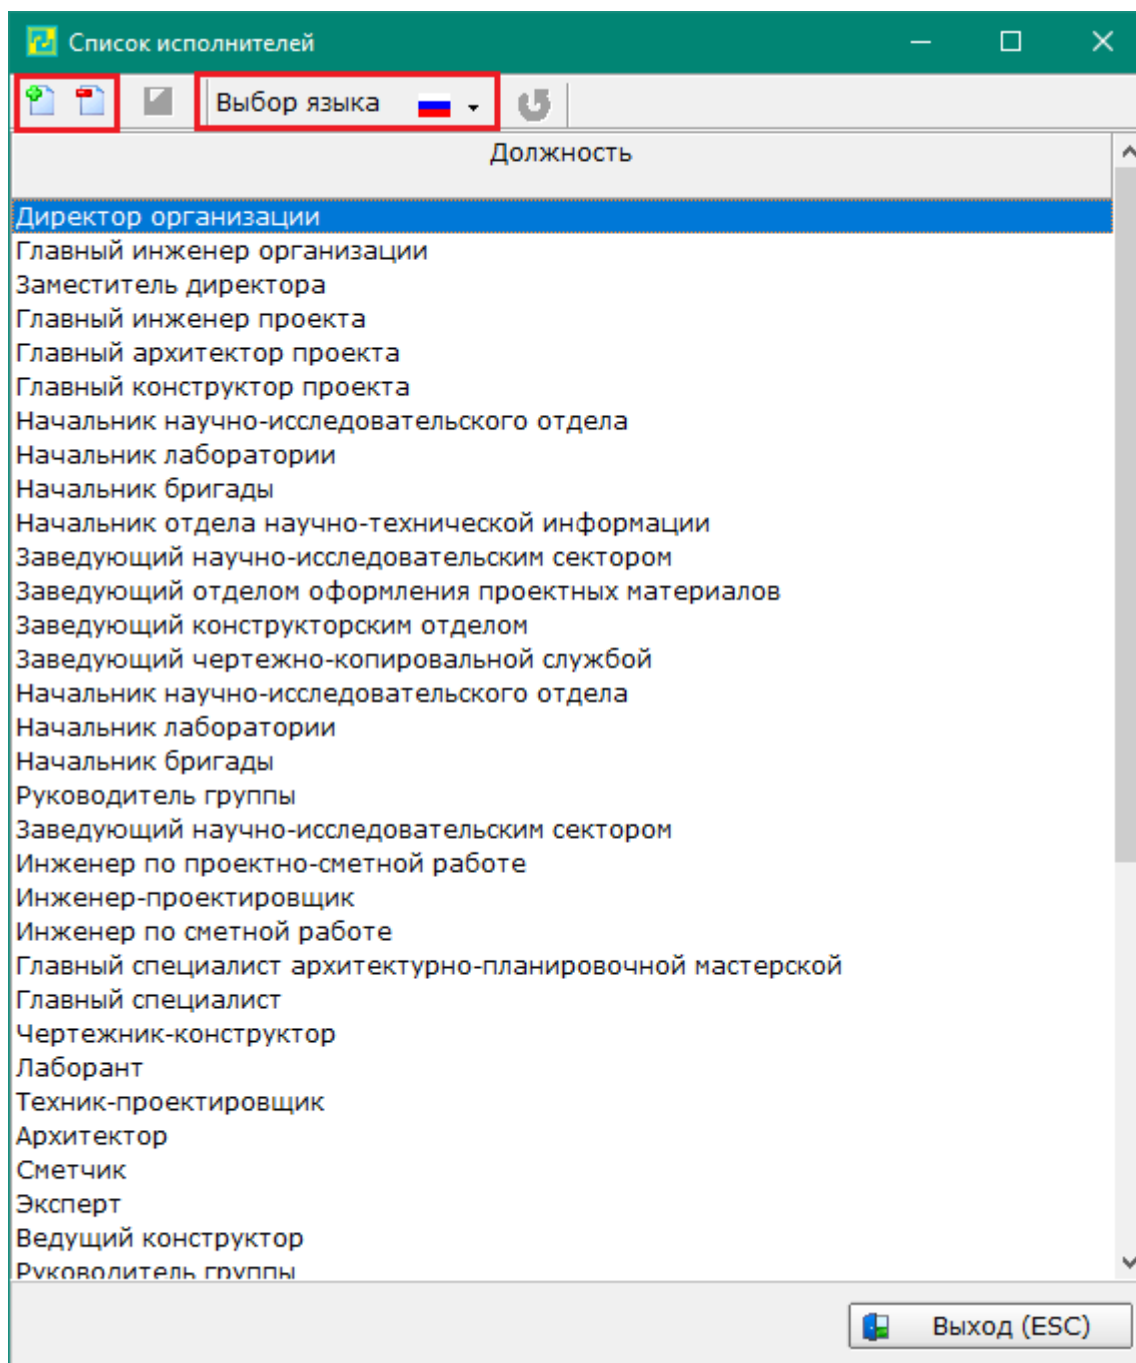 Список исполнителей
Выбор языка
Должность
Директор организации
Главный инженер организации
Заместитель директора
Главный инженер проекта
Главный архитектор проекта
Главный конструктор проекта
Начальник научно-исследовательского отдела
Начальник лаборатории
Начальник бригады
Начальник отдела научно-технической информации
Заведующий научно-исследовательским сектором
Заведующий отделом оформления проектных материалов
Заведующий конструкторским отделом
Заведующий чертежно-копировальной службой
Начальник научно-исследовательского отдела
Начальник лаборатории
Начальник бригады
Руководитель группы
Заведующий научно-исследовательским сектором
Инженер по проектно-сметной работе
Инженер-проектировщик
Инженер по сметной работе
Главный специалист архитектурно-планировочной мастерской
Главный специалист
Чертежник-конструктор
Лаборант
Техник-проектировщик
Архитектор
Сметчик
Эксперт
Ведущий конструктор
Руководитель группы
Выход (ESC)